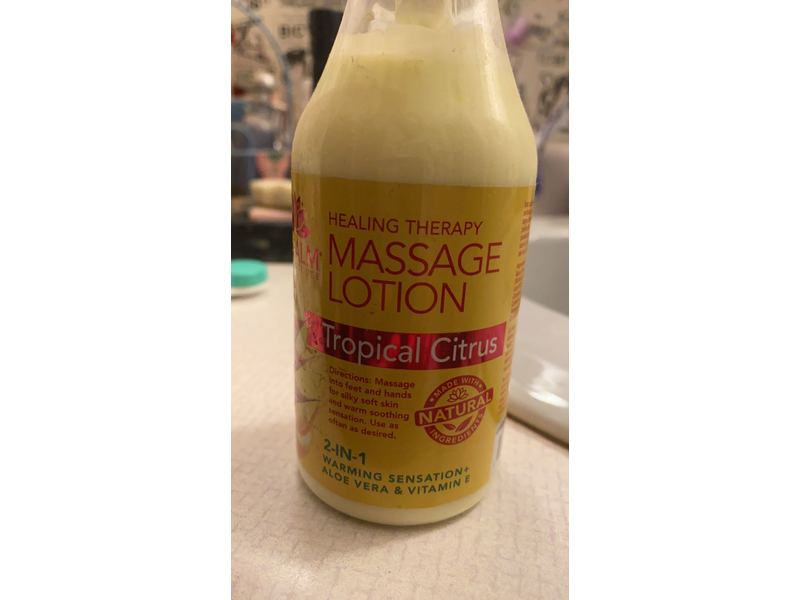 HEALING THERAPY
MASSAGE
LOTION
Tropical Citrus
Directions: Massage
into feet and hands
for silky soft skin
and warm soothing
sensation. Use as
often as desired.
MADE WITH
NATURAL
INGREDIENTS
2-IN-1
WARMING SENSATION+
ALOE VERA & VITAMIN E